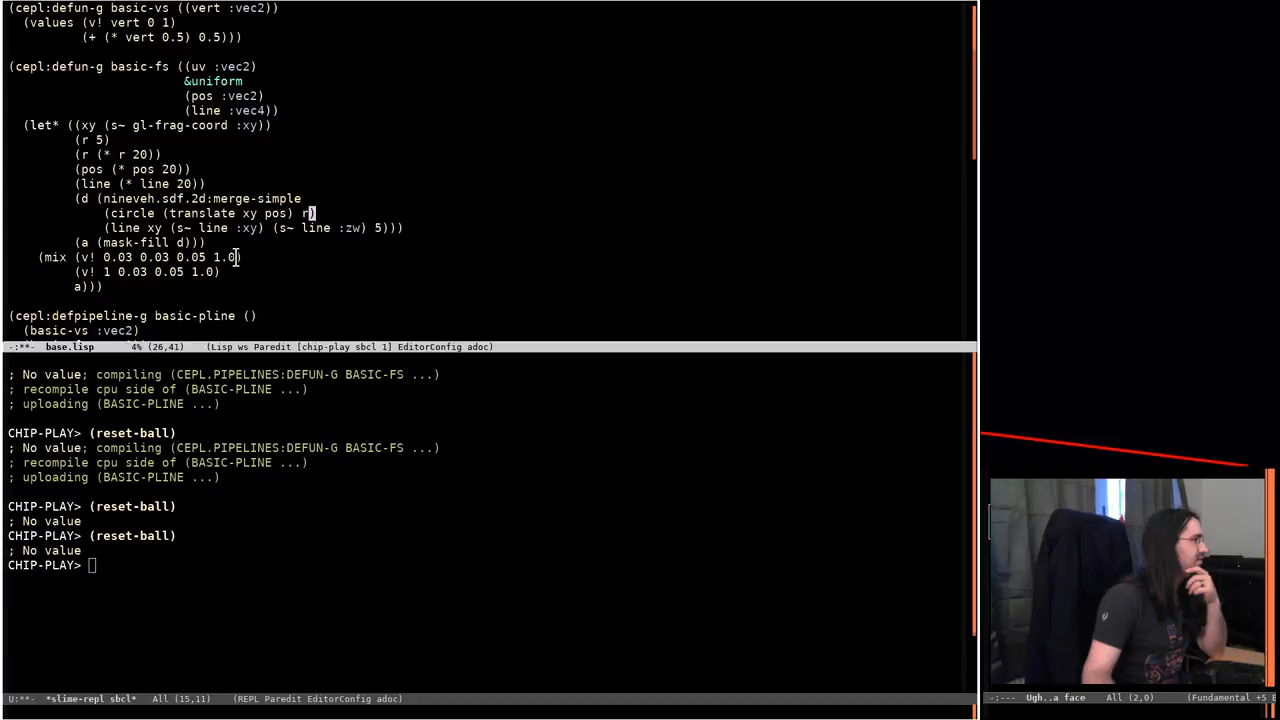 (cepl:defun-g basic-vs ((vert :vec2))
  (values (v! vert 0 1)
          (+ (* vert 0.5) 0.5)))
(cepl:defun-g basic-fs ((uv :vec2)
                        &uniform
                        (pos :vec2)
                        (line :vec4))
  (let* ((xy (s~ gl-frag-coord :xy))
         (r 5)
         (r (* r 20))
         (pos (* pos 20))
         (line (* line 20))
         (d (nineveh.sdf.2d:merge-simple
             (circle (translate xy pos) r)
             (line xy (s~ line :xy) (s~ line :zw) 5)))
         (a (mask-fill d)))
    (mix (v! 0.03 0.03 0.05 1.0)
         (v! 1 0.03 0.05 1.0)
         a)))
(cepl:defpipeline-g basic-pline ()
  (basic-vs :vec2)
-:**-  base.lisp      4% (26,41)   (Lisp ws Paredit [chip-play sbcl 1] EditorConfig adoc)
; No value; compiling (CEPL.PIPELINES:DEFUN-G BASIC-FS ...)
; recompile cpu side of (BASIC-PLINE ...)
; uploading (BASIC-PLINE ...)
CHIP-PLAY> (reset-ball)
; No value; compiling (CEPL.PIPELINES:DEFUN-G BASIC-FS ...)
; recompile cpu side of (BASIC-PLINE ...)
; uploading (BASIC-PLINE ...)
CHIP-PLAY> (reset-ball)
; No value
CHIP-PLAY> (reset-ball)
; No value
CHIP-PLAY>
U:**-  *slime-repl sbcl*   All (15,11)    (REPL Paredit EditorConfig adoc)
-:---  Ugh..a face    All (2,0)      (Fundamental +5 E